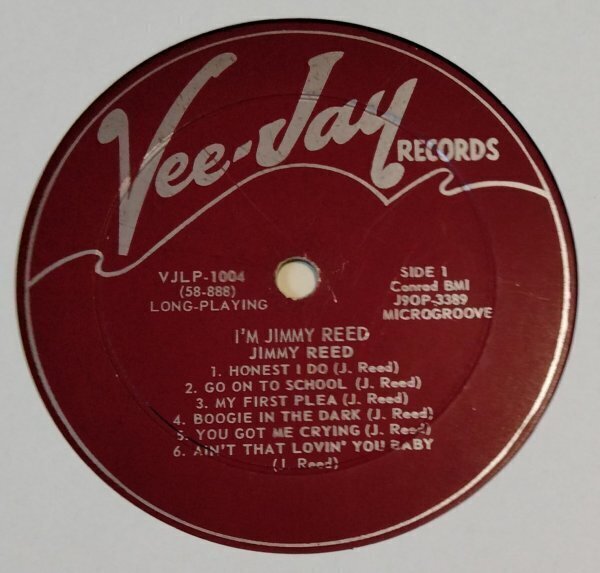 Vee-Jay RECORDS
VJLP-1004
(58-888)
LONG-PLAYING
SIDE 1
Conrad BMI
J9OP-3389
MICROGROOVE
I'M JIMMY REED
JIMMY REED
1. HONEST I DO (J. Reed)
2. GO ON TO SCHOOL (J. Reed)
3. MY FIRST PLEA (J. Reed)
4. BOOGIE IN THE DARK (J. Reed)
5. YOU GOT ME CRYING (J. Reed)
6. AIN'T THAT LOVIN' YOU BABY
(J. Reed)